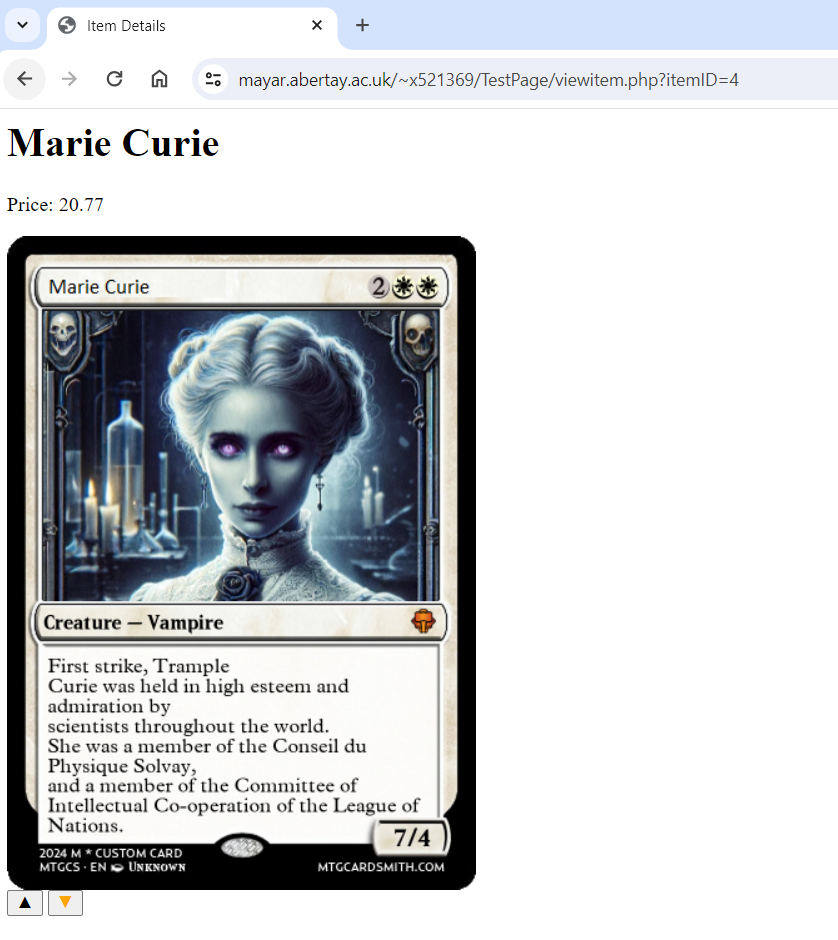 Item Details
mayar.abertay.ac.uk/~x521369/TestPage/viewitem.php?itemID=4
Marie Curie
Price: 20.77
Marie Curie 2
Creature — Vampire
First strike, Trample
Curie was held in high esteem and
admiration by
scientists throughout the world.
She was a member of the Conseil du
Physique Solvay,
and a member of the Committee of
Intellectual Co-operation of the League of
Nations.
7/4
2024 M * CUSTOM CARD
MTGCS · EN UNKNOWN
MTGCARDSMITH.COM
▲ ▼